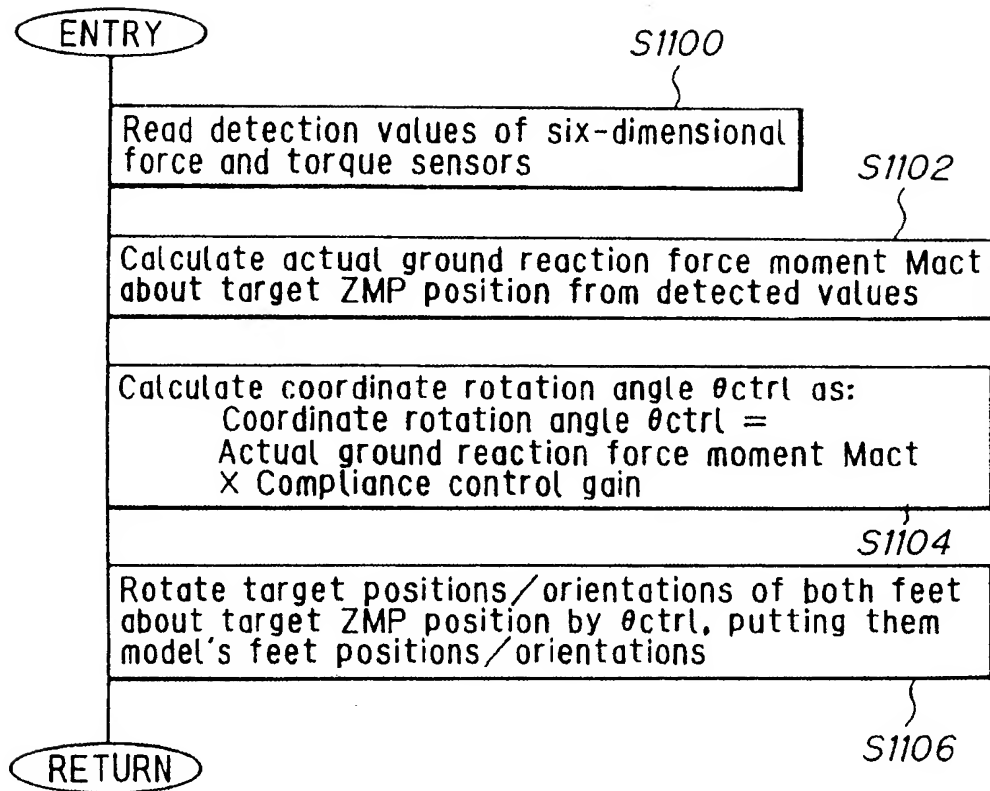 ENTRY
S1100
Read detection values of six-dimensional
force and torque sensors
S1102
Calculate actual ground reaction force moment Mact
about target ZMP position from detected values
Calculate coordinate rotation angle θctrl as:
Coordinate rotation angle θctrl =
Actual ground reaction force moment Mact
X Compliance control gain
S1104
Rotate target positions/orientations of both feet
about target ZMP position by θctrl, putting them
model's feet positions/orientations
S1106
RETURN